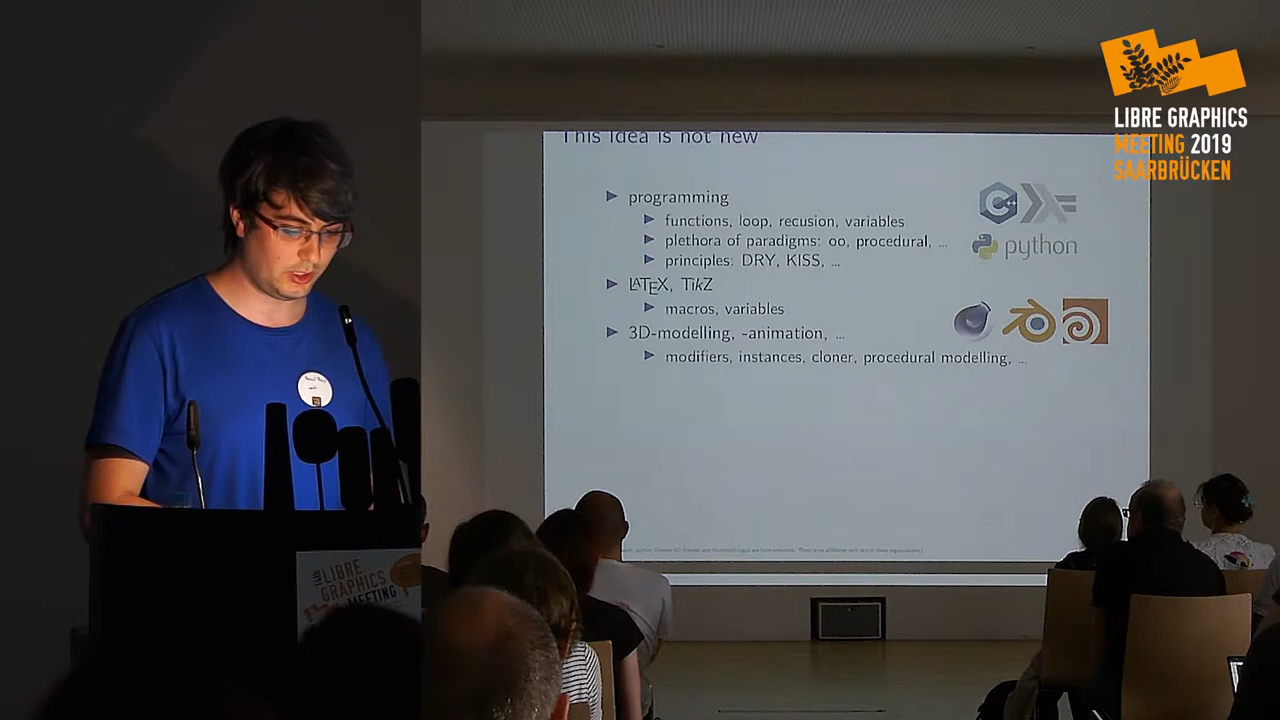 This Idea is not new
programming
functions, loop, recusion, variables
plethora of paradigms: oo, procedural, ...
principles: DRY, KISS, ...
LATEX, TikZ
macros, variables
3D-modelling, -animation, ...
modifiers, instances, cloner, procedural modelling, ...
C++
python
LIBRE GRAPHICS
MEETING 2019
SAARBRÜCKEN
LIBRE
GRAPHICS
MEETING